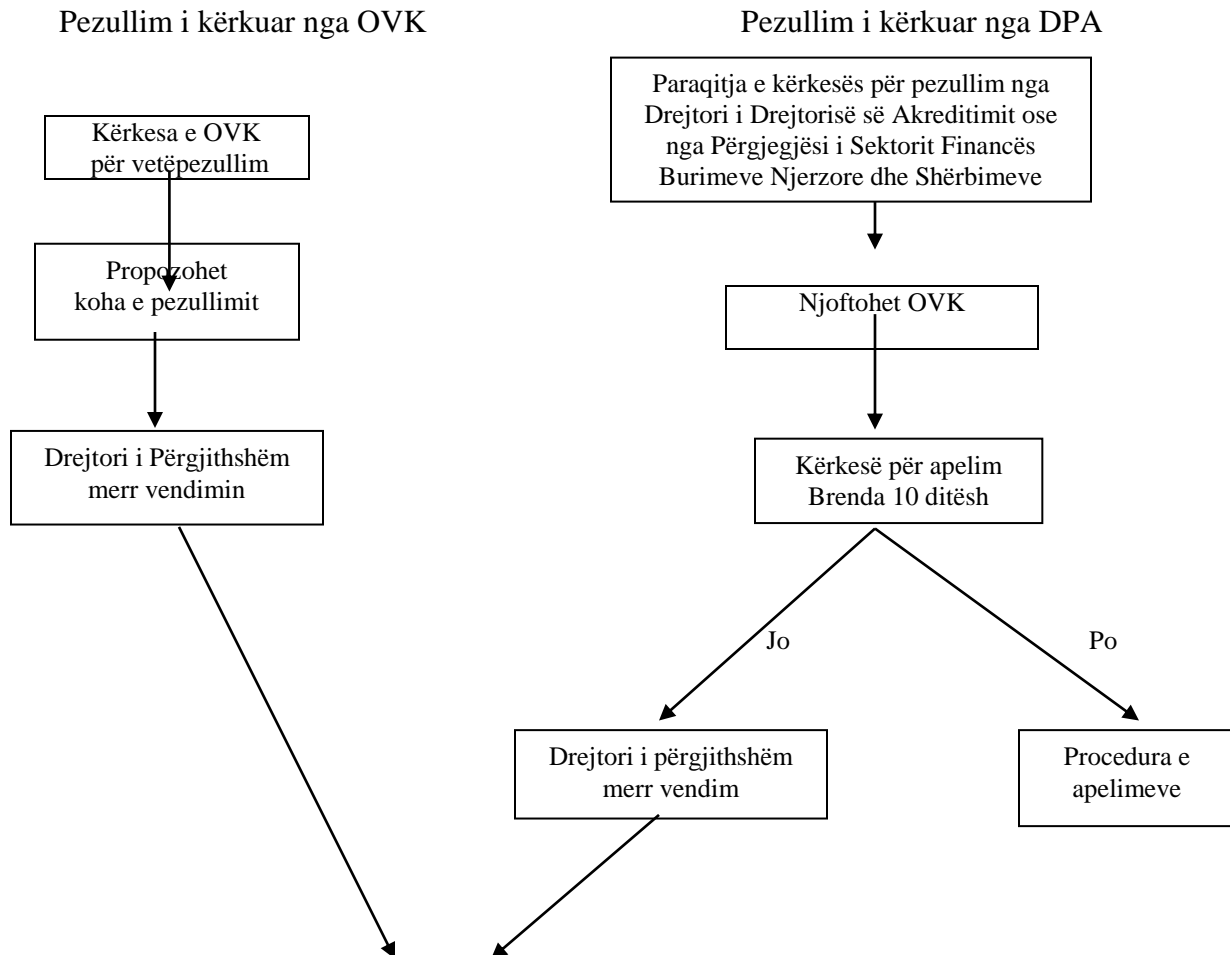 Pezullim i kërkuar nga OVK
Kërkesa e OVK
për vetëpezullim
Propozohet
koha e pezullimit
Drejtori i Përgjithshëm
merr vendimin
Pezullim i kërkuar nga DPA
Paraqitja e kërkesës për pezullim nga
Drejtori i Drejtorisë së Akreditimit ose
nga Përgjegjësi i Sektorit Financës
Burimeve Njerzore dhe Shërbimeve
Njoftohet OVK
Kërkesë për apelim
Brenda 10 ditësh
Jo
Po
Drejtori i përgjithshëm
merr vendim
Procedura e
apelimeve